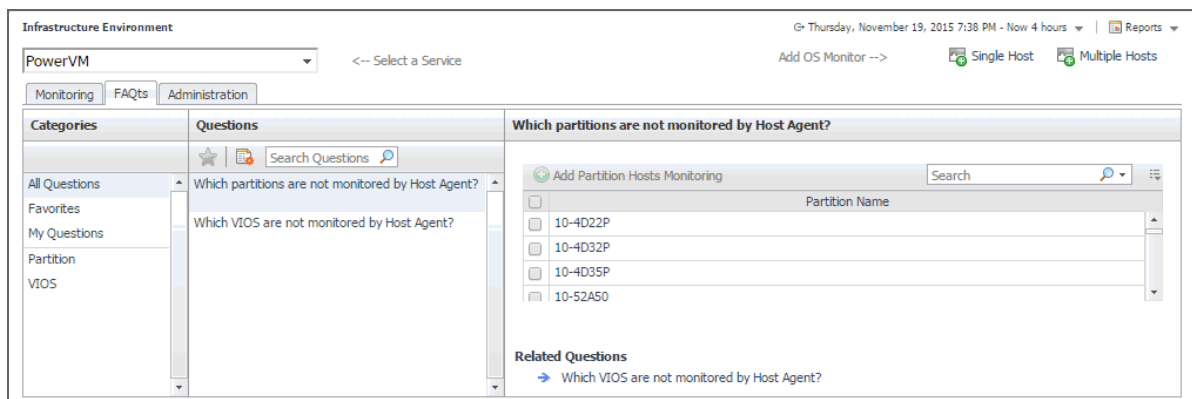 Infrastructure Environment
Thursday, November 19, 2015 7:38 PM - Now 4 hours
Reports
PowerVM
<-- Select a Service
Add OS Monitor -->
Single Host
Multiple Hosts
Monitoring
FAQts
Administration
Categories
Questions
Which partitions are not monitored by Host Agent?
Search Questions
All Questions
Favorites
My Questions
Partition
VIOS
Which partitions are not monitored by Host Agent?
Which VIOS are not monitored by Host Agent?
Add Partition Hosts Monitoring
Search
Partition Name
10-4D22P
10-4D32P
10-4D35P
10-52A50
Related Questions
Which VIOS are not monitored by Host Agent?